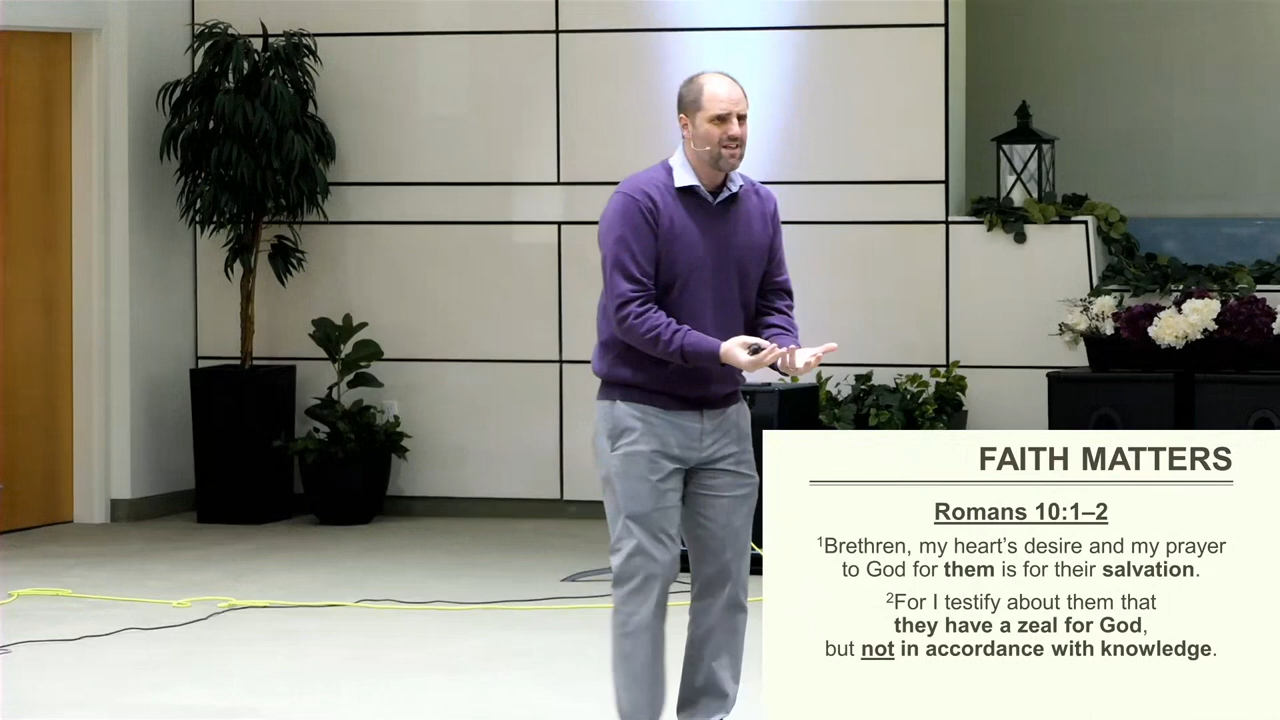 FAITH MATTERS
Romans 10:1–2
¹Brethren, my heart’s desire and my prayer
to God for them is for their salvation.
²For I testify about them that
they have a zeal for God,
but not in accordance with knowledge.